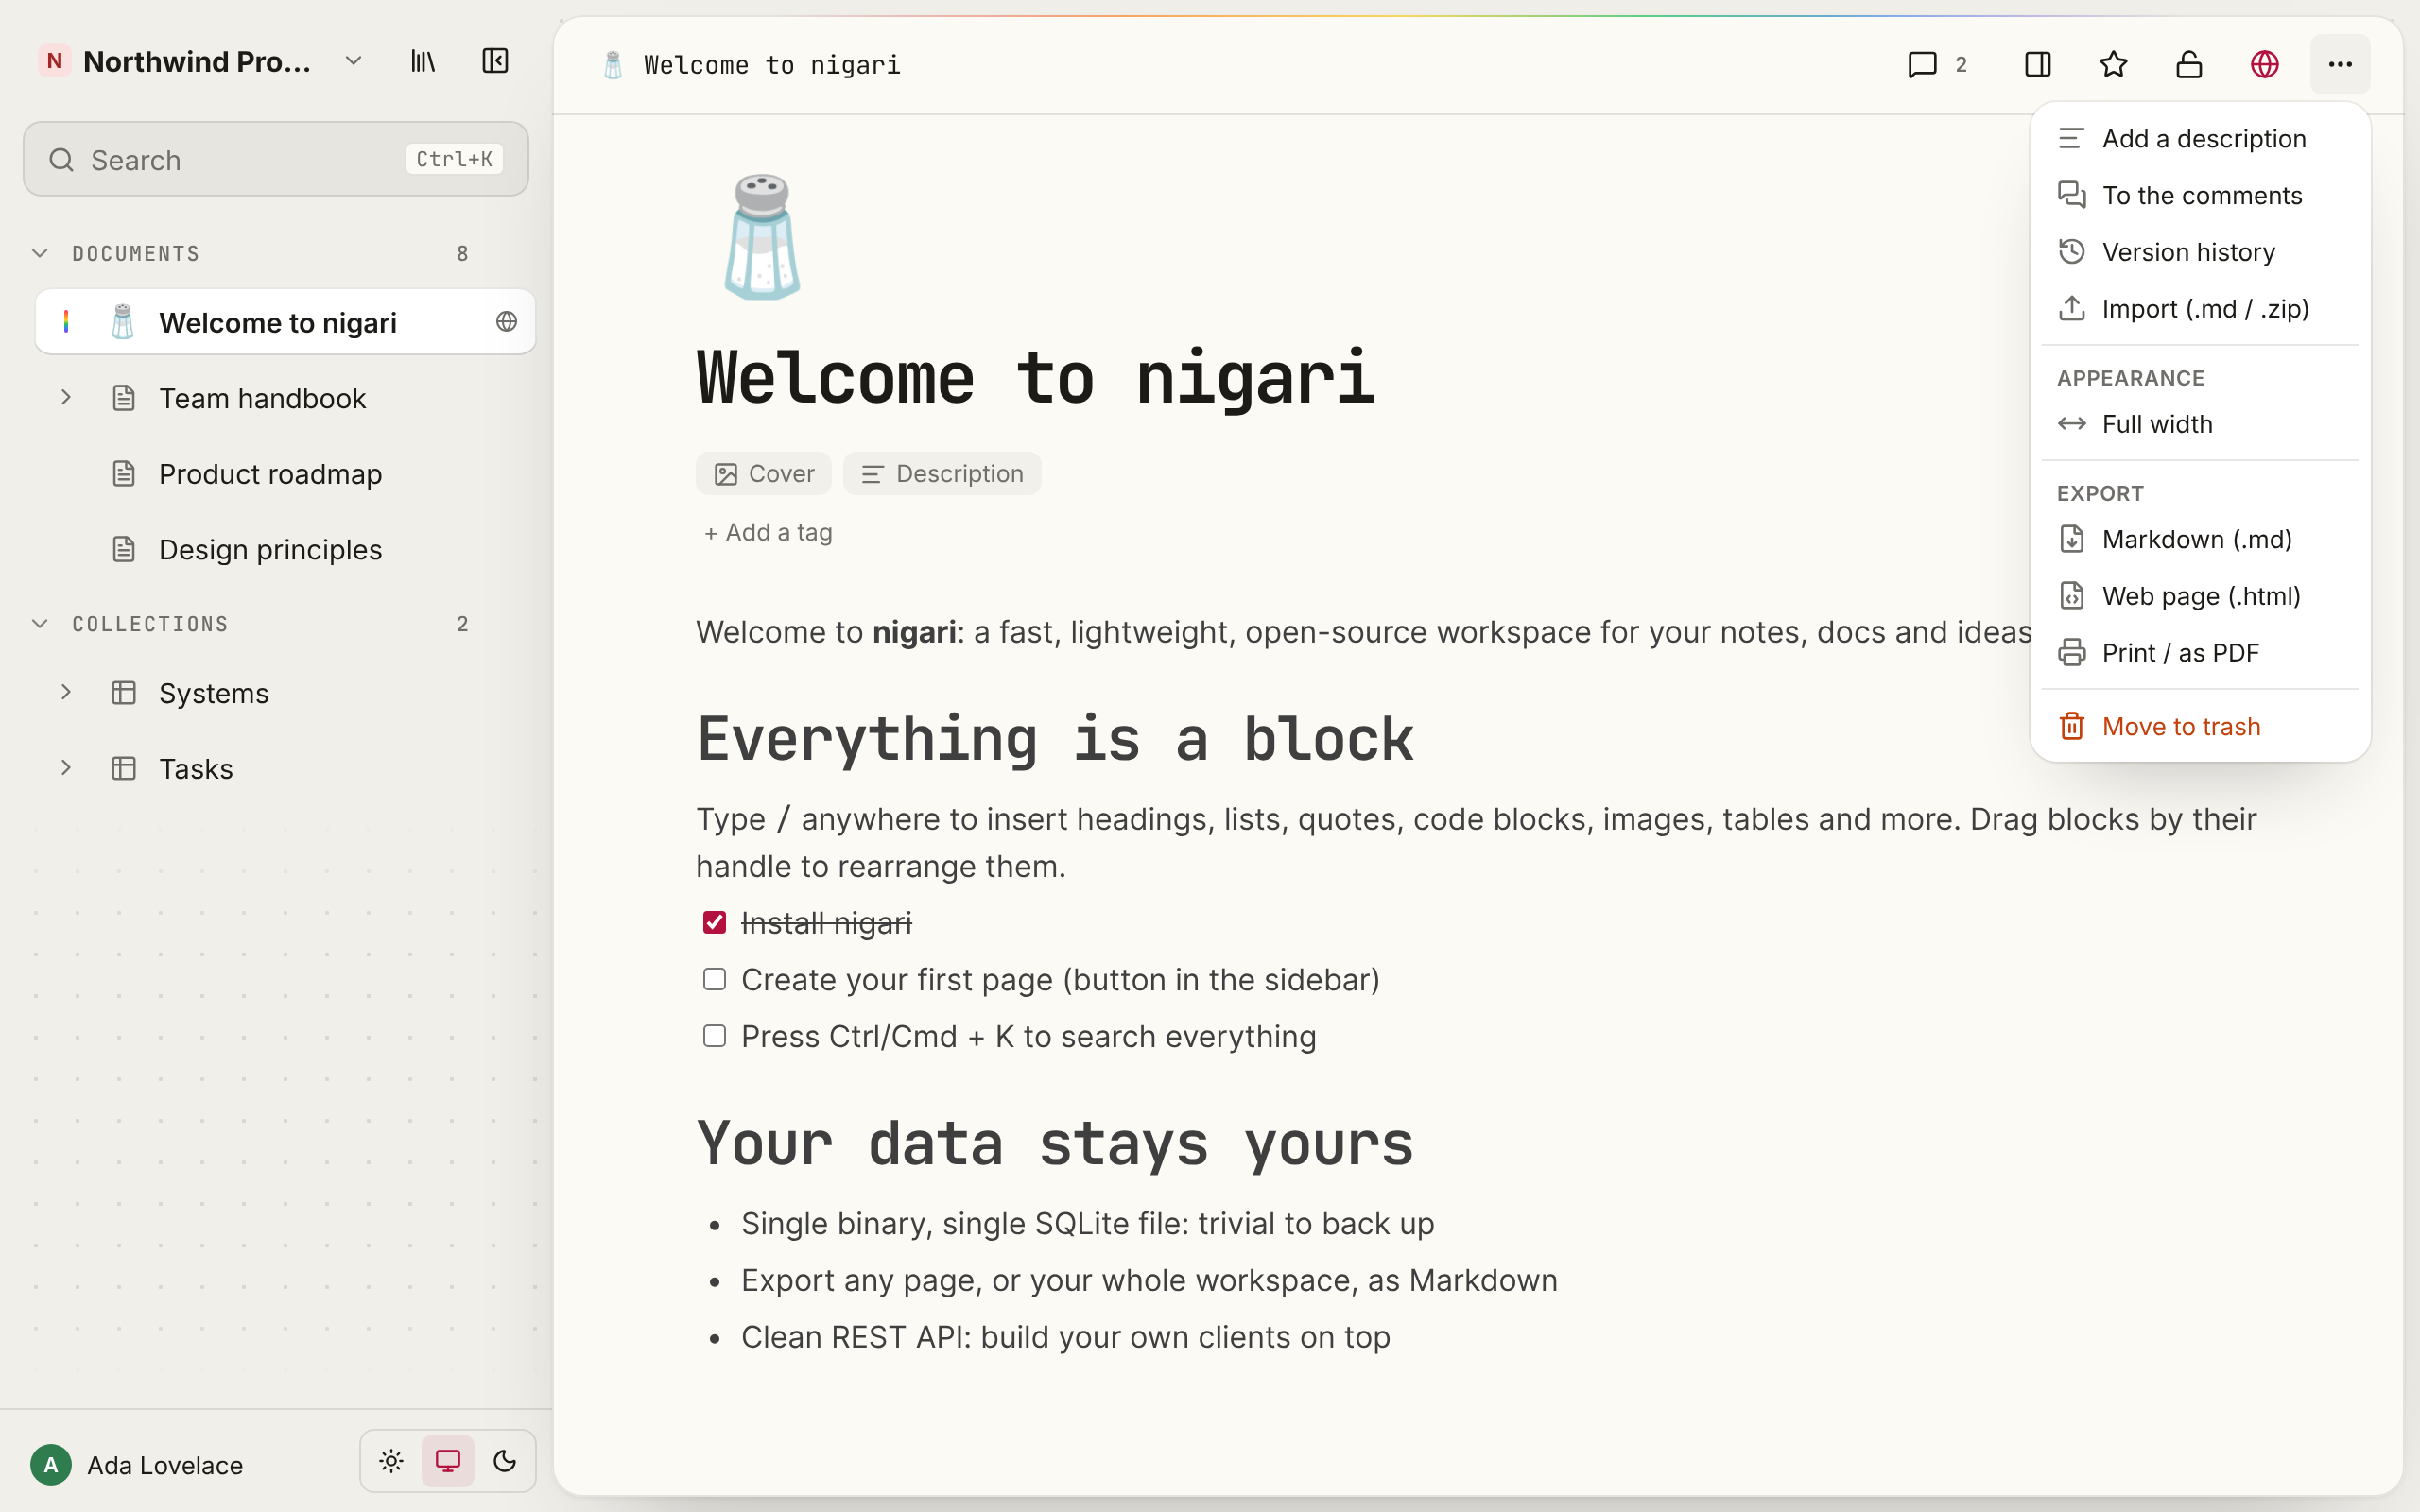 N Northwind Pro...
Search Ctrl+K
DOCUMENTS 8
Welcome to nigari
Team handbook
Product roadmap
Design principles
COLLECTIONS 2
Systems
Tasks
A Ada Lovelace
Welcome to nigari
2
Welcome to nigari
Cover Description
+ Add a tag
Welcome to nigari: a fast, lightweight, open-source workspace for your notes, docs and ideas
Everything is a block
Type / anywhere to insert headings, lists, quotes, code blocks, images, tables and more. Drag blocks by their
handle to rearrange them.
Install nigari
Create your first page (button in the sidebar)
Press Ctrl/Cmd + K to search everything
Your data stays yours
• Single binary, single SQLite file: trivial to back up
• Export any page, or your whole workspace, as Markdown
• Clean REST API: build your own clients on top
Add a description
To the comments
Version history
Import (.md / .zip)
APPEARANCE
Full width
EXPORT
Markdown (.md)
Web page (.html)
Print / as PDF
Move to trash